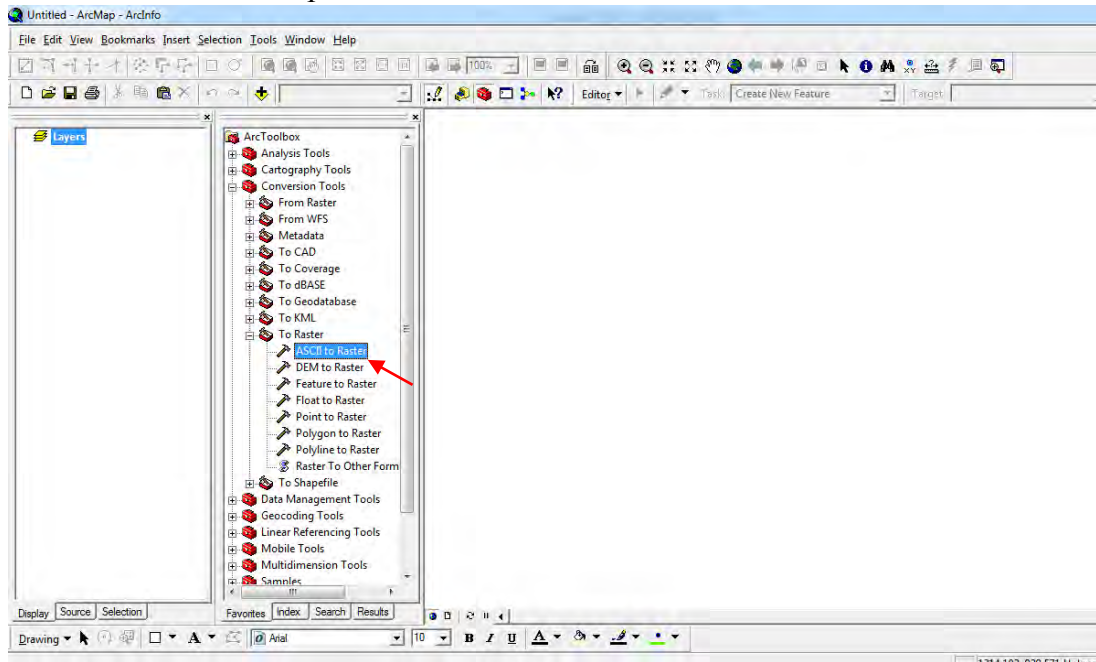 Untitled - ArcMap - ArcInfo
File Edit View Bookmarks Insert Selection Tools Window Help
100%
Editor Task: Create New Feature Target:
Layers
ArcToolbox
Analysis Tools
Cartography Tools
Conversion Tools
From Raster
From WFS
Metadata
To CAD
To Coverage
To dBASE
To Geodatabase
To KML
To Raster
ASCII to Raster
DEM to Raster
Feature to Raster
Float to Raster
Point to Raster
Polygon to Raster
Polyline to Raster
Raster To Other Form
To Shapefile
Data Management Tools
Geocoding Tools
Linear Referencing Tools
Mobile Tools
Multidimension Tools
Samples
Display Source Selection
Favorites Index Search Results
Drawing A Arial 10 B I U A